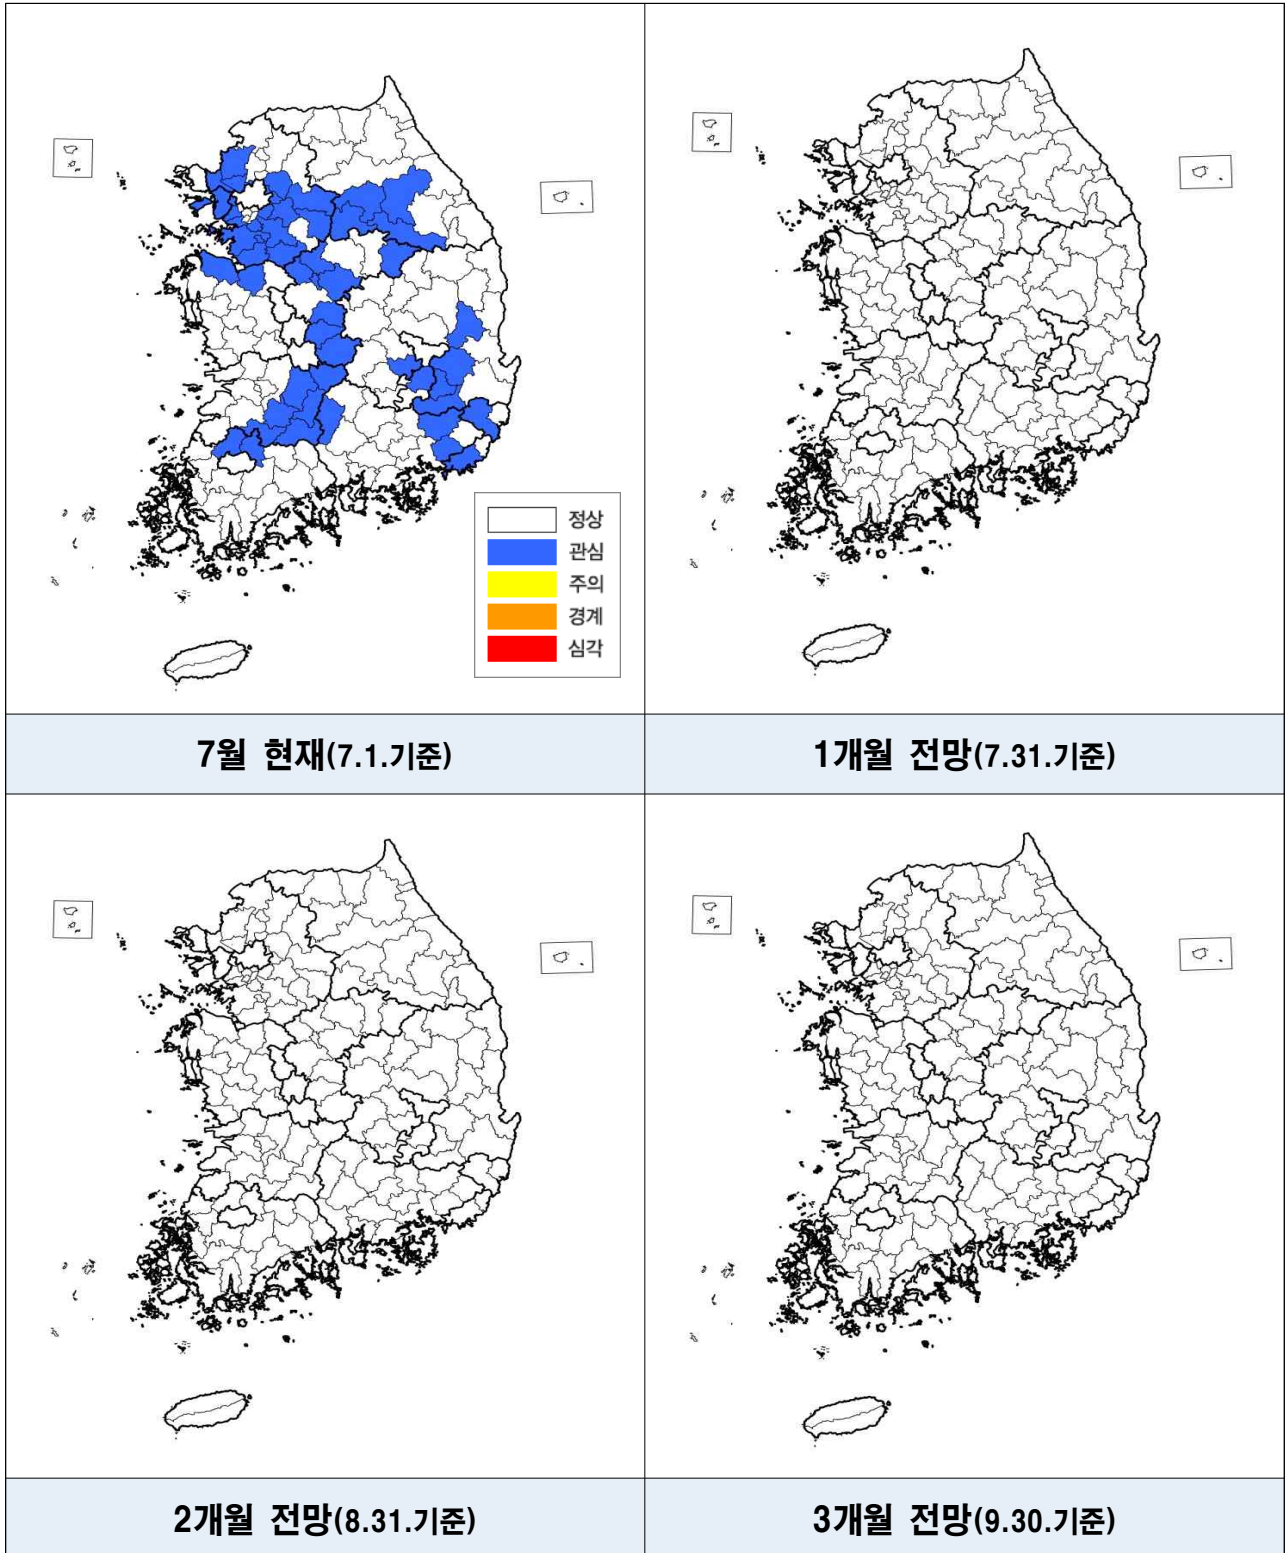 정상
관심
주의
경계
심각
7월 현재(7.1.기준)
1개월 전망(7.31.기준)
2개월 전망(8.31.기준)
3개월 전망(9.30.기준)